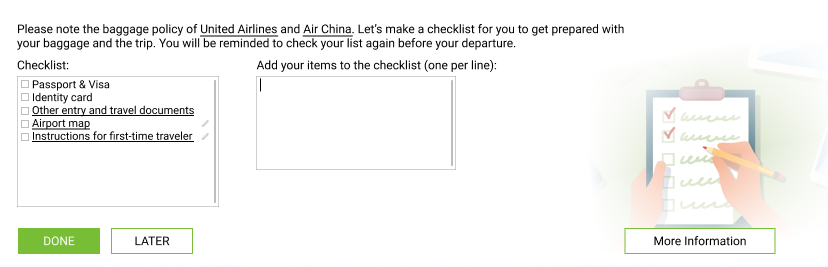 Please note the baggage policy of United Airlines and Air China. Let's make a checklist for you to get prepared with
your baggage and the trip. You will be reminded to check your list again before your departure.
Checklist:
Passport & Visa
Identity card
Other entry and travel documents
Airport map
Instructions for first-time traveler
Add your items to the checklist (one per line):
DONE
LATER
More Information